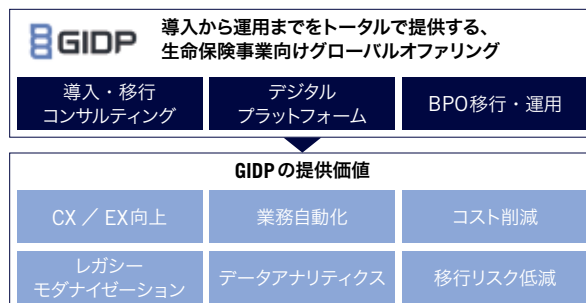 GIDP
導入から運用までをトータルで提供する、
生命保険事業向けグローバルオファリング
導入・移行
コンサルティング
デジタル
プラットフォーム
BPO移行・運用
GIDPの提供価値
CX ／ EX向上
業務自動化
コスト削減
レガシー
モダナイゼーション
データアナリティクス
移行リスク低減